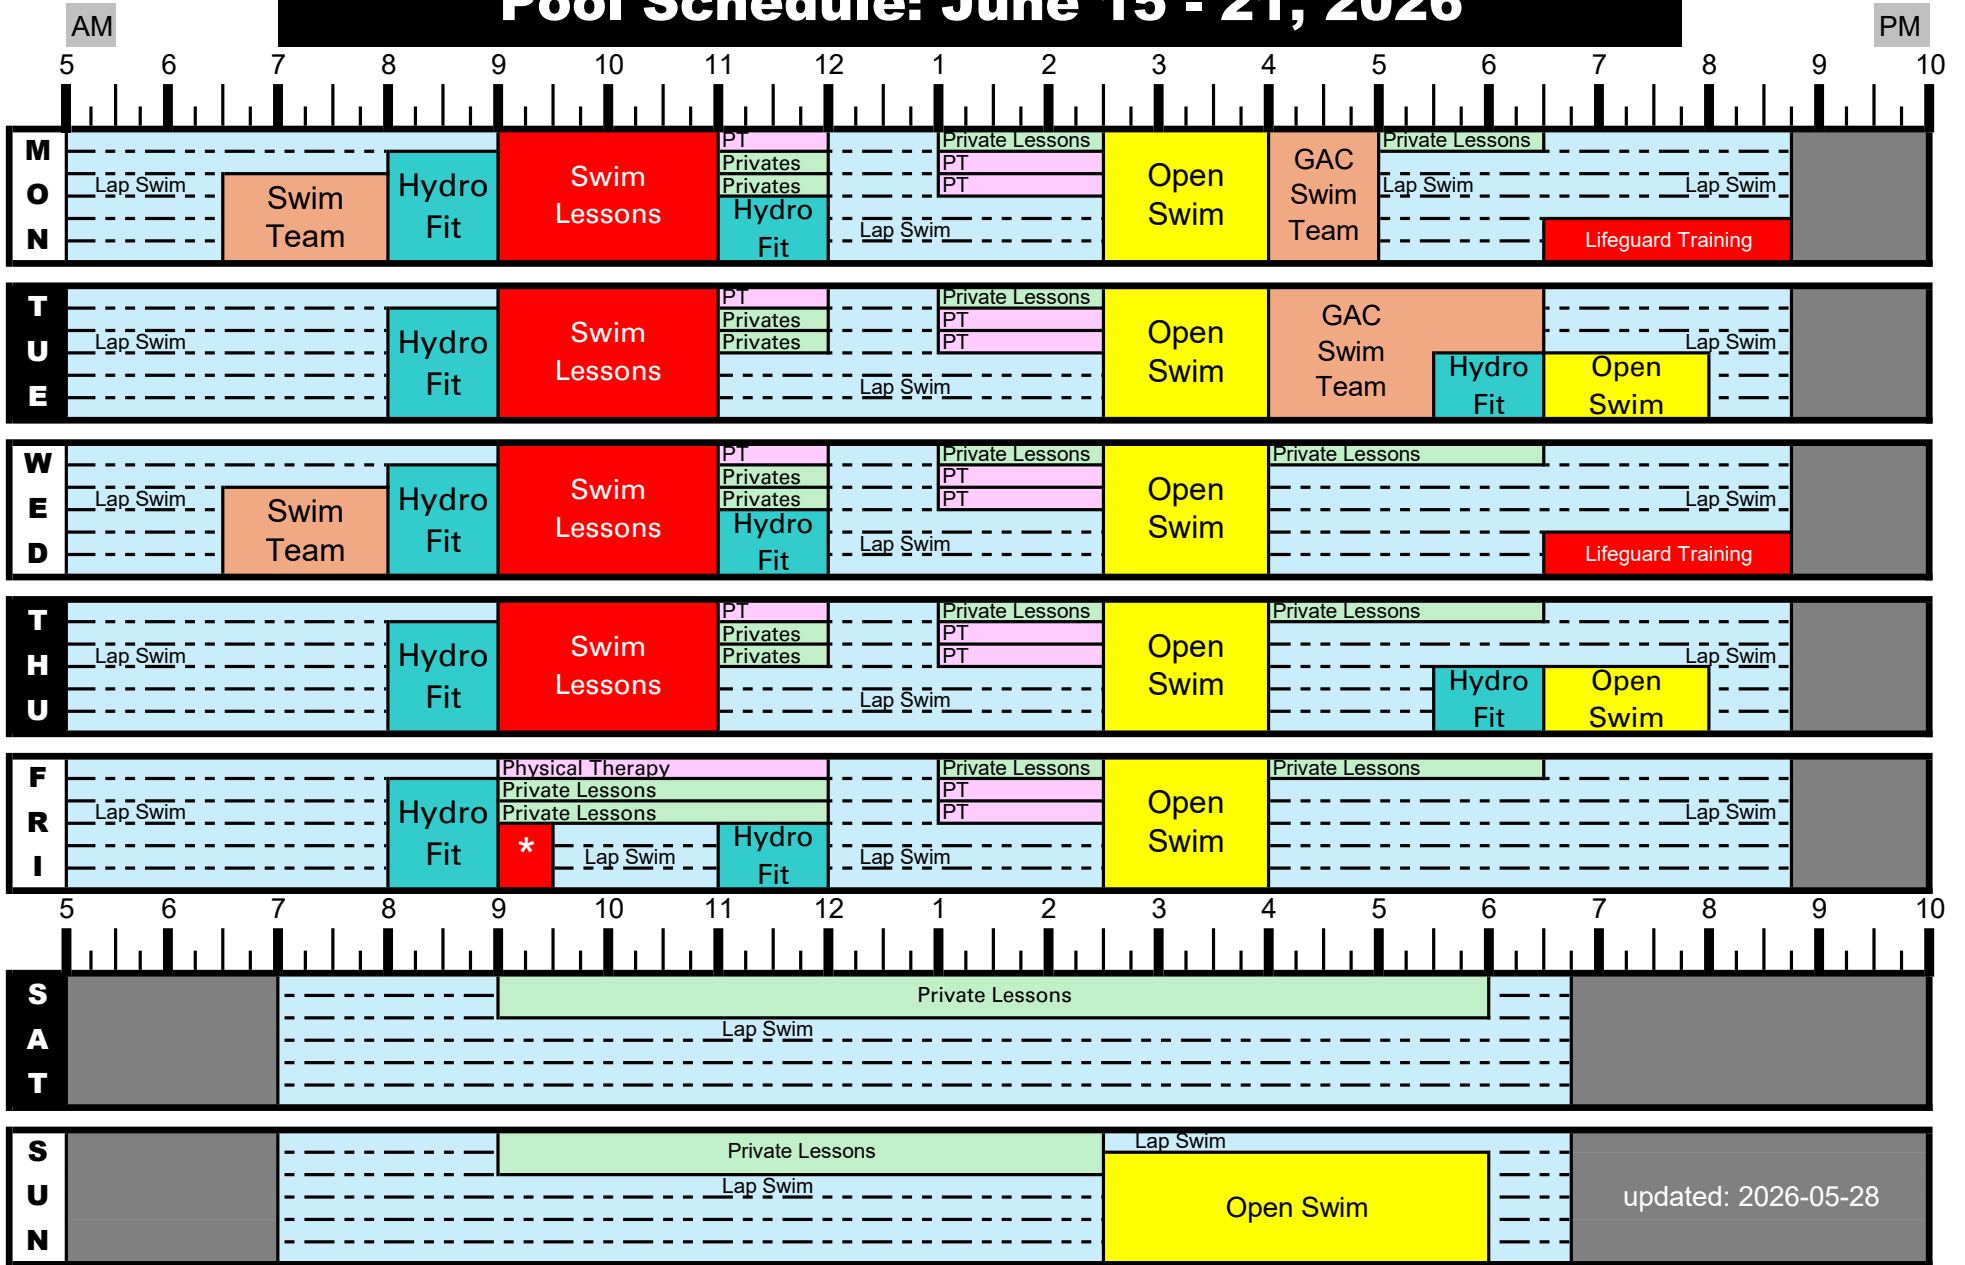 Pool Schedule: June 15 - 21, 2026
AM
PM
5 6 7 8 9 10 11 12 1 2 3 4 5 6 7 8 9 10
MON
Lap Swim
Swim
Team
Hydro
Fit
Swim
Lessons
PT
Privates
Privates
Hydro
Fit
Lap Swim
Private Lessons
PT
PT
Open
Swim
GAC
Swim
Team
Private Lessons
Lap Swim
Lap Swim
Lifeguard Training
TUE
Lap Swim
Hydro
Fit
Swim
Lessons
PT
Privates
Privates
Lap Swim
Private Lessons
PT
PT
Open
Swim
GAC
Swim
Team
Hydro
Fit
Open
Swim
Lap Swim
WED
Lap Swim
Swim
Team
Hydro
Fit
Swim
Lessons
PT
Privates
Privates
Hydro
Fit
Lap Swim
Private Lessons
PT
PT
Open
Swim
Private Lessons
Lap Swim
Lifeguard Training
THU
Lap Swim
Hydro
Fit
Swim
Lessons
PT
Privates
Privates
Lap Swim
Private Lessons
PT
PT
Open
Swim
Private Lessons
Hydro
Fit
Open
Swim
Lap Swim
FRI
Lap Swim
Hydro
Fit
Physical Therapy
Private Lessons
Private Lessons
*
Lap Swim
Hydro
Fit
Lap Swim
Private Lessons
PT
PT
Open
Swim
Private Lessons
Lap Swim
5 6 7 8 9 10 11 12 1 2 3 4 5 6 7 8 9 10
SAT
Private Lessons
Lap Swim
SUN
Private Lessons
Lap Swim
Lap Swim
Open Swim
updated: 2026-05-28